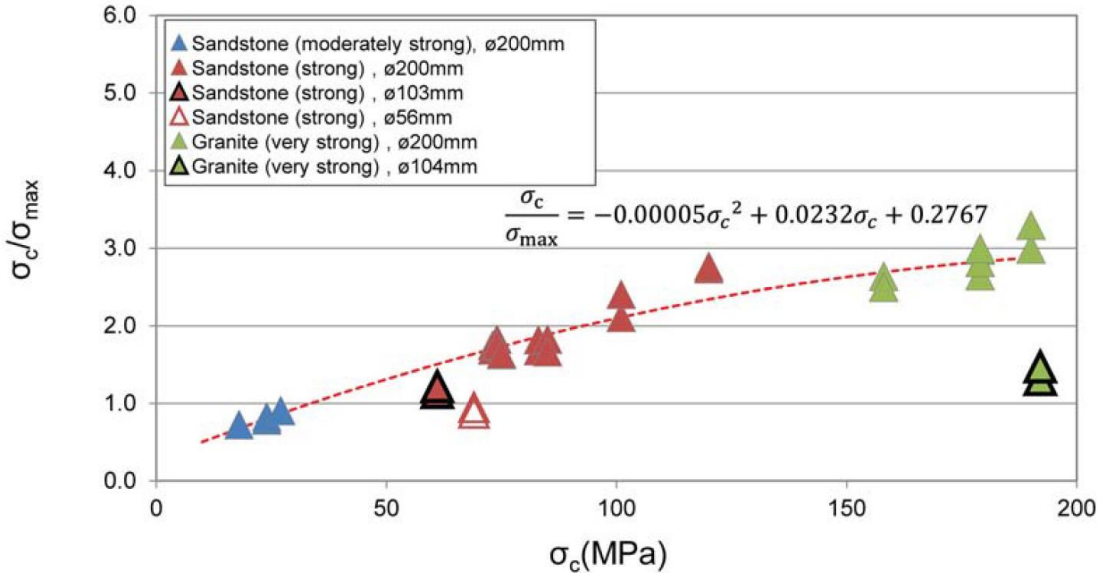 6.0
5.0
4.0
3.0
2.0
1.0
0.0
σc/σmax
Sandstone (moderately strong), ø200mm
Sandstone (strong) , ø200mm
Sandstone (strong) , ø103mm
Sandstone (strong) , ø56mm
Granite (very strong) , ø200mm
Granite (very strong) , ø104mm
σc/σmax = −0.00005σc² + 0.0232σc + 0.2767
0 50 100 150 200
σc(MPa)